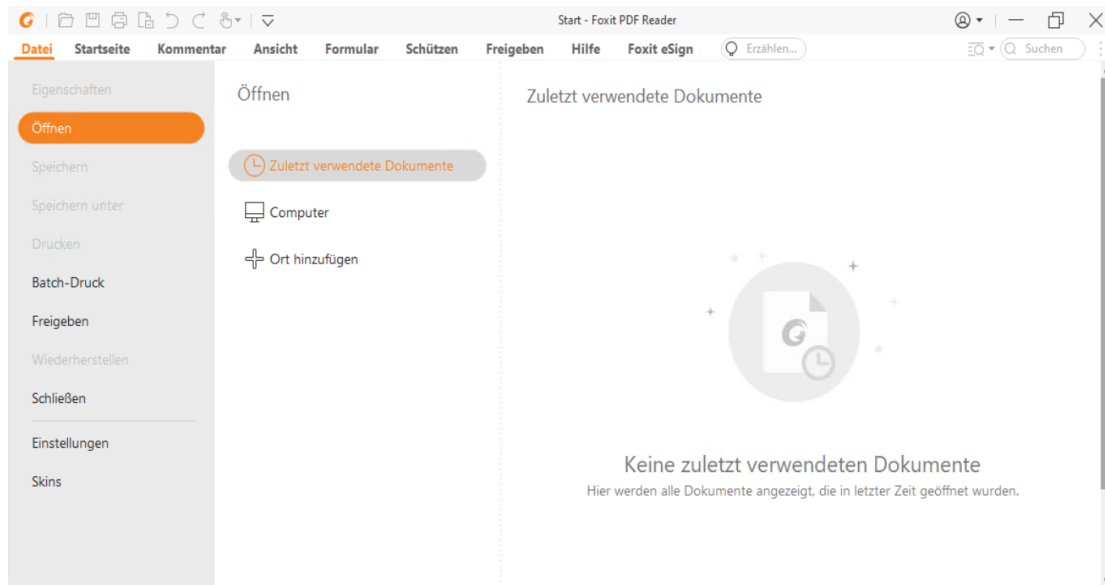 Start - Foxit PDF Reader
Datei Startseite Kommentar Ansicht Formular Schützen Freigeben Hilfe Foxit eSign Erzählen... Suchen
Eigenschaften
Öffnen
Speichern
Speichern unter
Drucken
Batch-Druck
Freigeben
Wiederherstellen
Schließen
Einstellungen
Skins
Öffnen
Zuletzt verwendete Dokumente
Computer
Ort hinzufügen
Zuletzt verwendete Dokumente
Keine zuletzt verwendeten Dokumente
Hier werden alle Dokumente angezeigt, die in letzter Zeit geöffnet wurden.